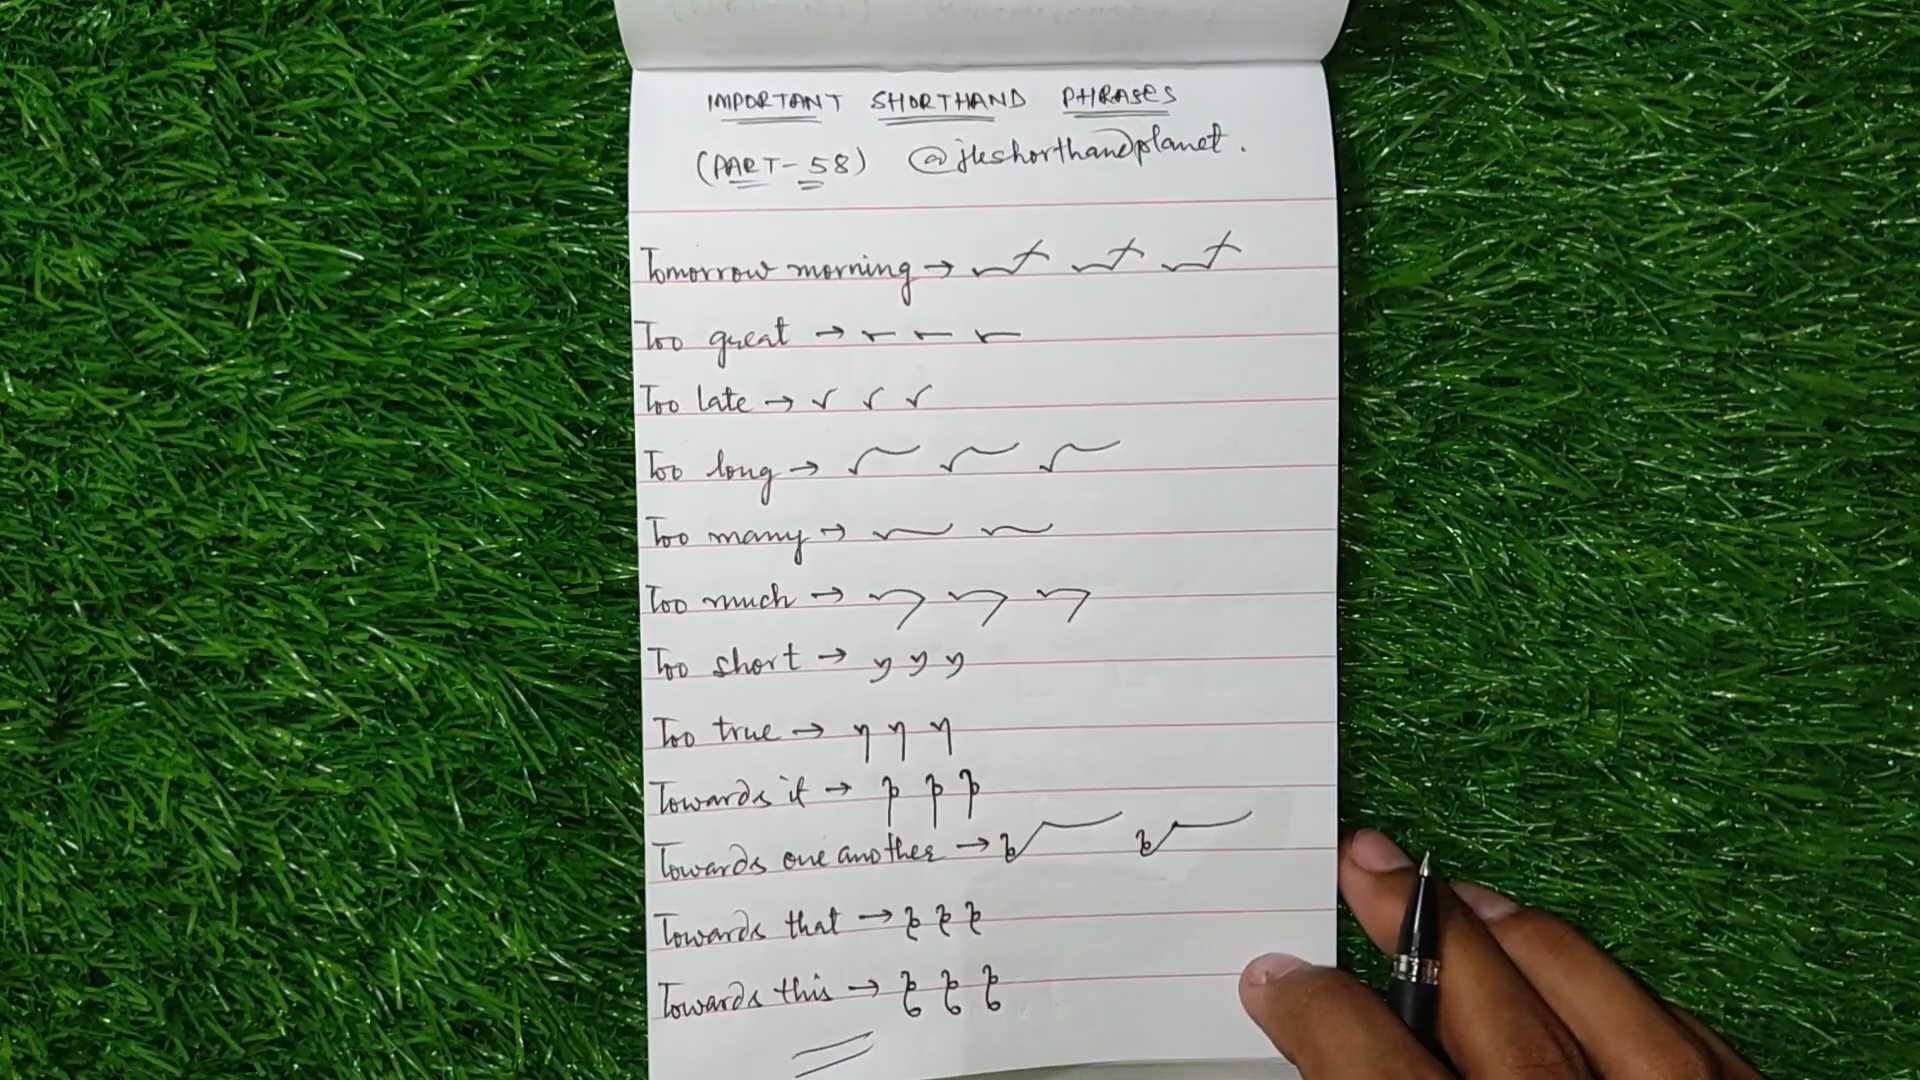 IMPORTANT SHORTHAND PHRASES
(PART-58) @jkshorthandplanet.
Tomorrow morning →
Too great →
Too late →
Too long →
Too many →
Too much →
Too short →
Too true →
Towards it →
Towards one another →
Towards that →
Towards this →